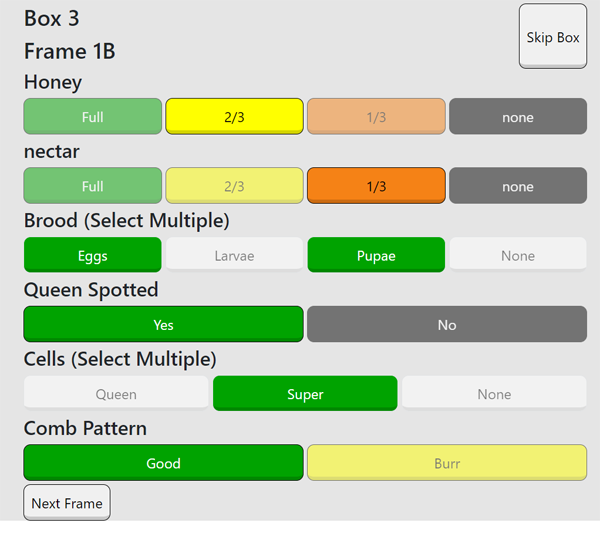 Box 3
Skip Box
Frame 1B
Honey
Full 2/3 1/3 none
nectar
Full 2/3 1/3 none
Brood (Select Multiple)
Eggs Larvae Pupae None
Queen Spotted
Yes No
Cells (Select Multiple)
Queen Super None
Comb Pattern
Good Burr
Next Frame